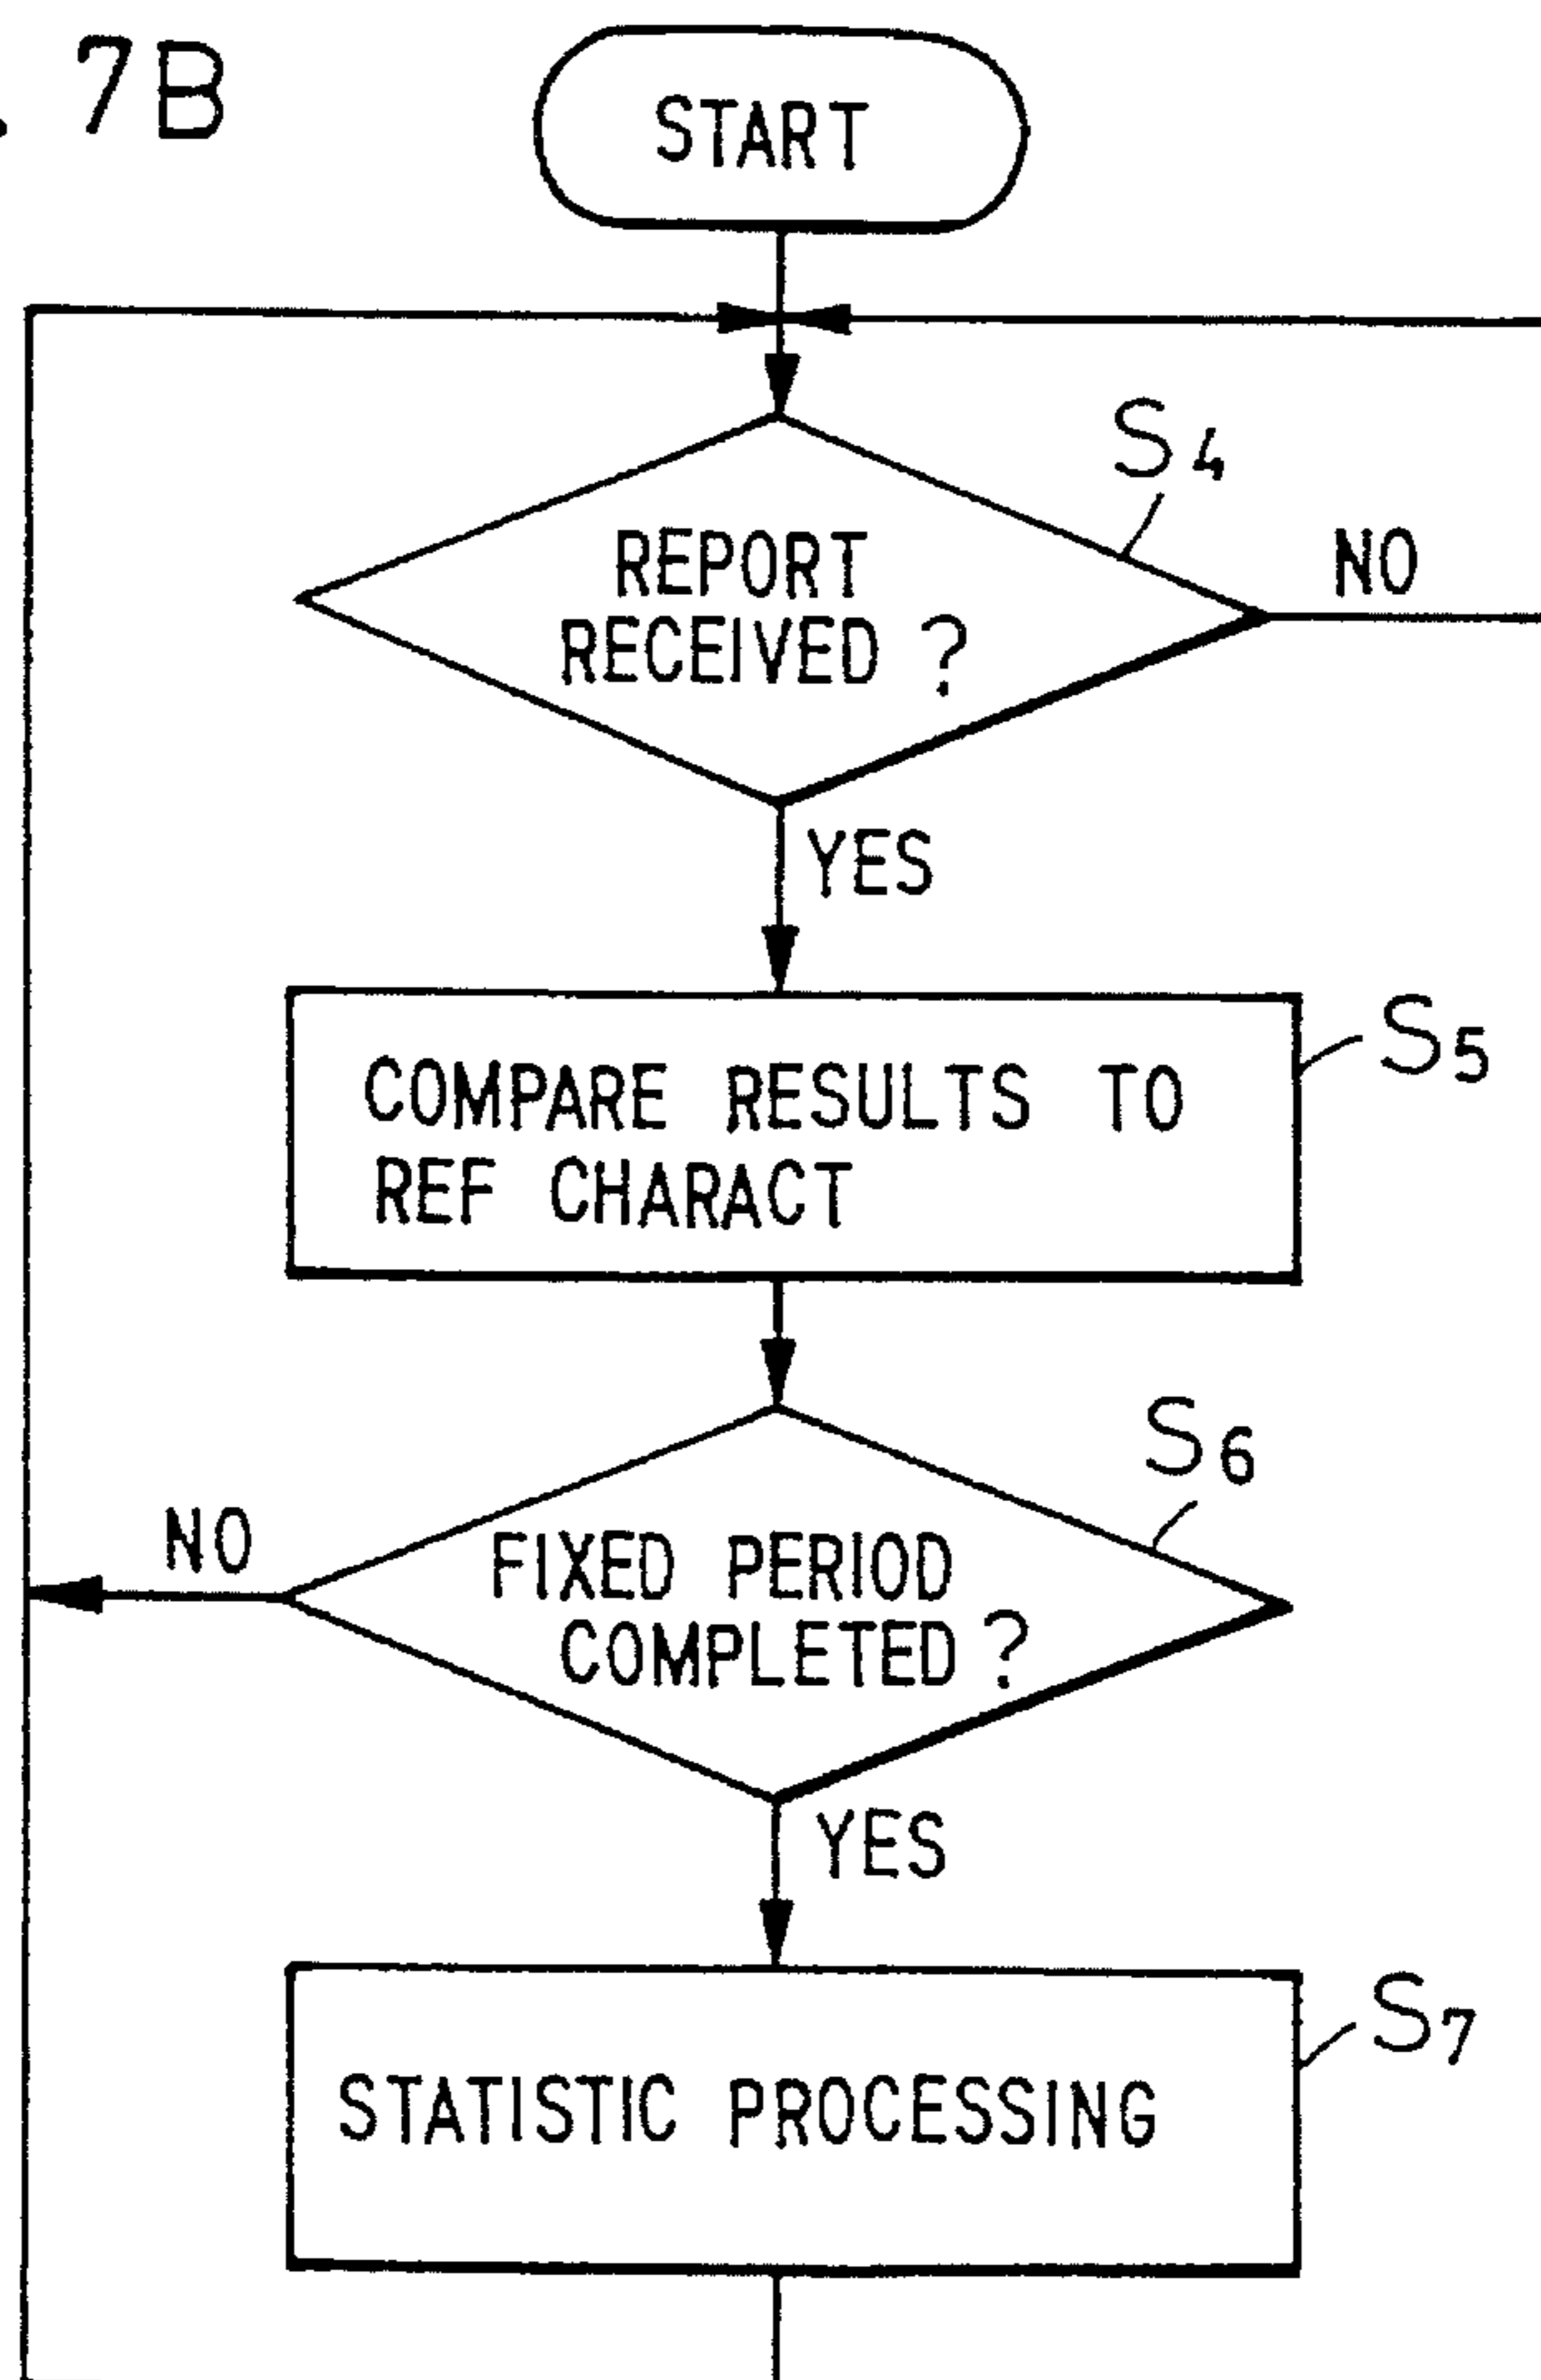 . 7B
START
S4
REPORT
RECEIVED ?
NO
YES
COMPARE RESULTS TO
REF CHARACT
S5
S6
NO
FIXED PERIOD
COMPLETED ?
YES
STATISTIC PROCESSING
S7